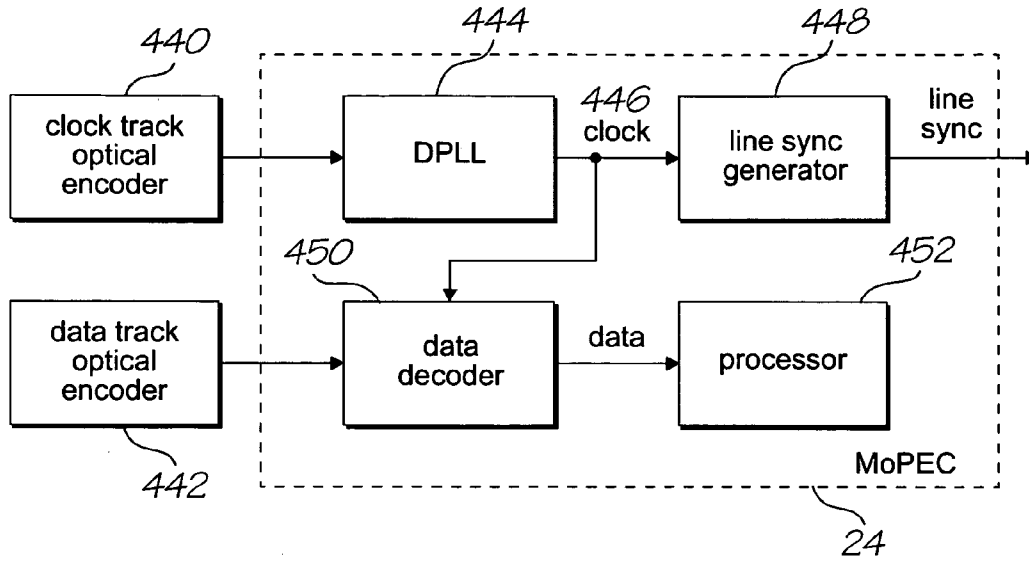 440
444
448
clock track
optical
encoder
DPLL
446
clock
line sync
generator
line
sync
450
452
data track
optical
encoder
data
decoder
data
processor
442
MoPEC
24